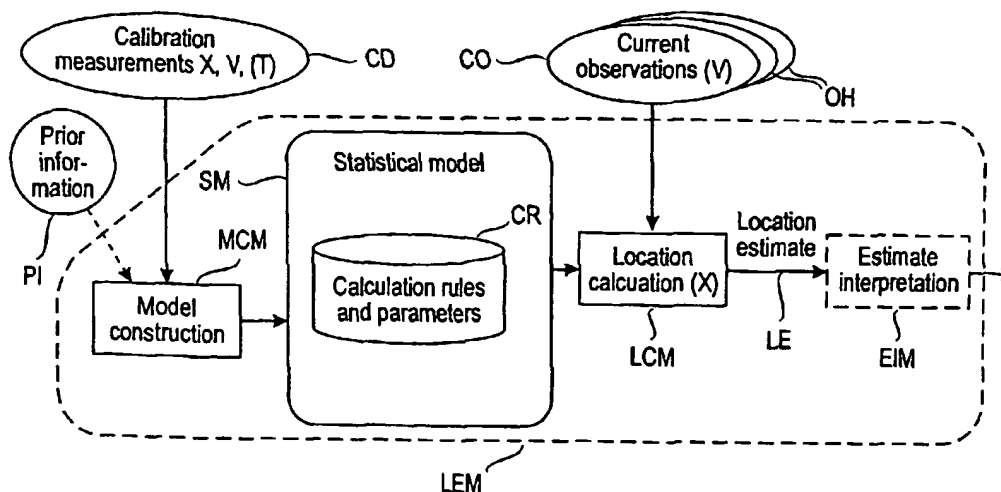 Calibration
measurements X, V, (T)
CD
CO
Current
observations (V)
OH
Prior
infor-
mation
PI
SM
Statistical model
CR
Calculation rules
and parameters
MCM
Model
construction
Location
calcuation (X)
LCM
Location
estimate
LE
Estimate
interpretation
EIM
LEM